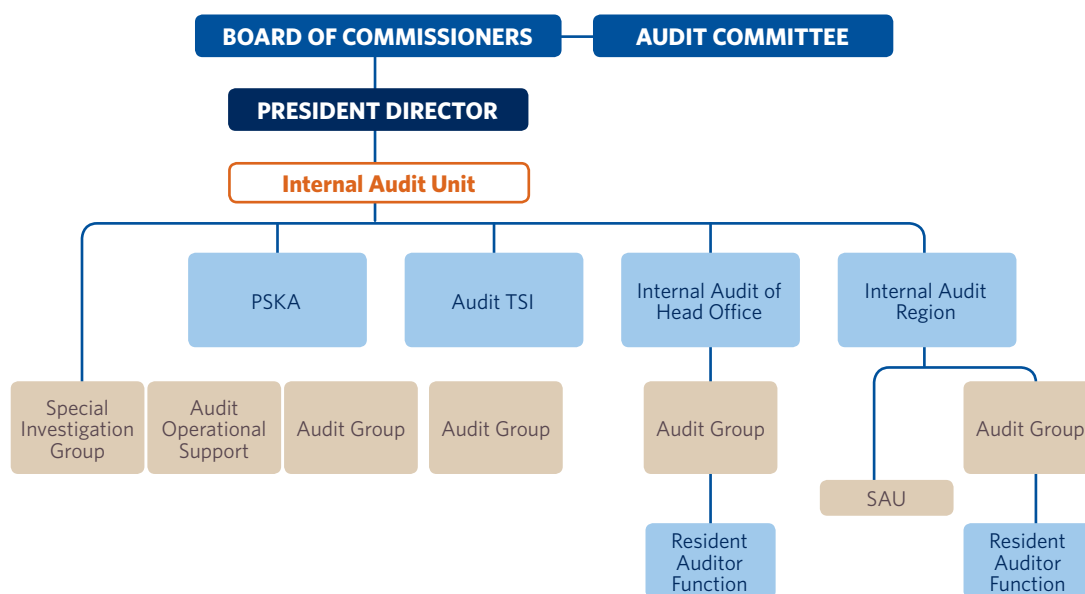 BOARD OF COMMISSIONERS
AUDIT COMMITTEE
PRESIDENT DIRECTOR
Internal Audit Unit
PSKA
Audit TSI
Internal Audit of
Head Office
Internal Audit
Region
Special
Investigation
Group
Audit
Operational
Support
Audit Group
Audit Group
Audit Group
Audit Group
SAU
Resident
Auditor
Function
Resident
Auditor
Function